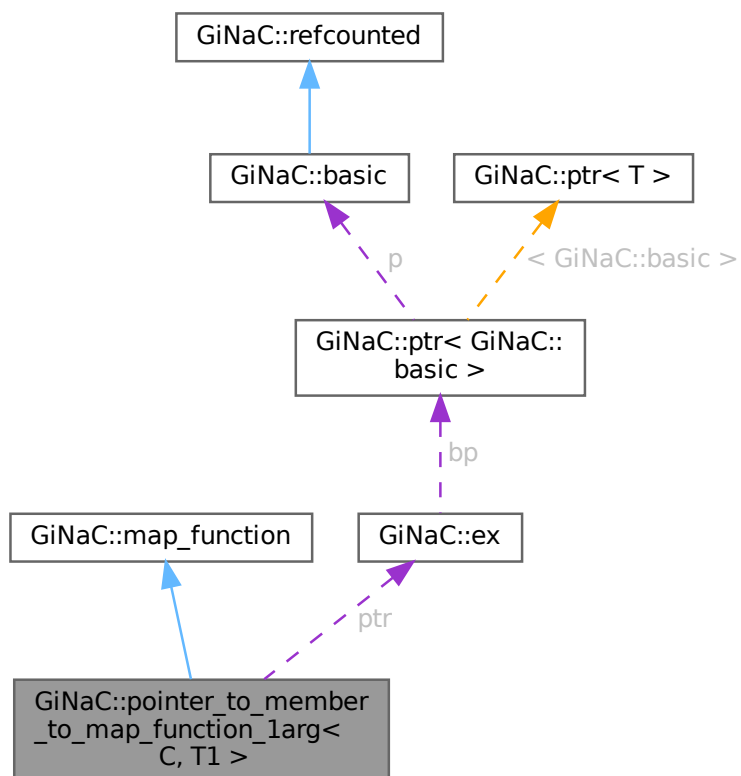 GiNaC::refcounted
GiNaC::basic
GiNaC::ptr< T >
p
< GiNaC::basic >
GiNaC::ptr< GiNaC::
basic >
bp
GiNaC::map_function
GiNaC::ex
ptr
GiNaC::pointer_to_member
_to_map_function_1arg<
C, T1 >